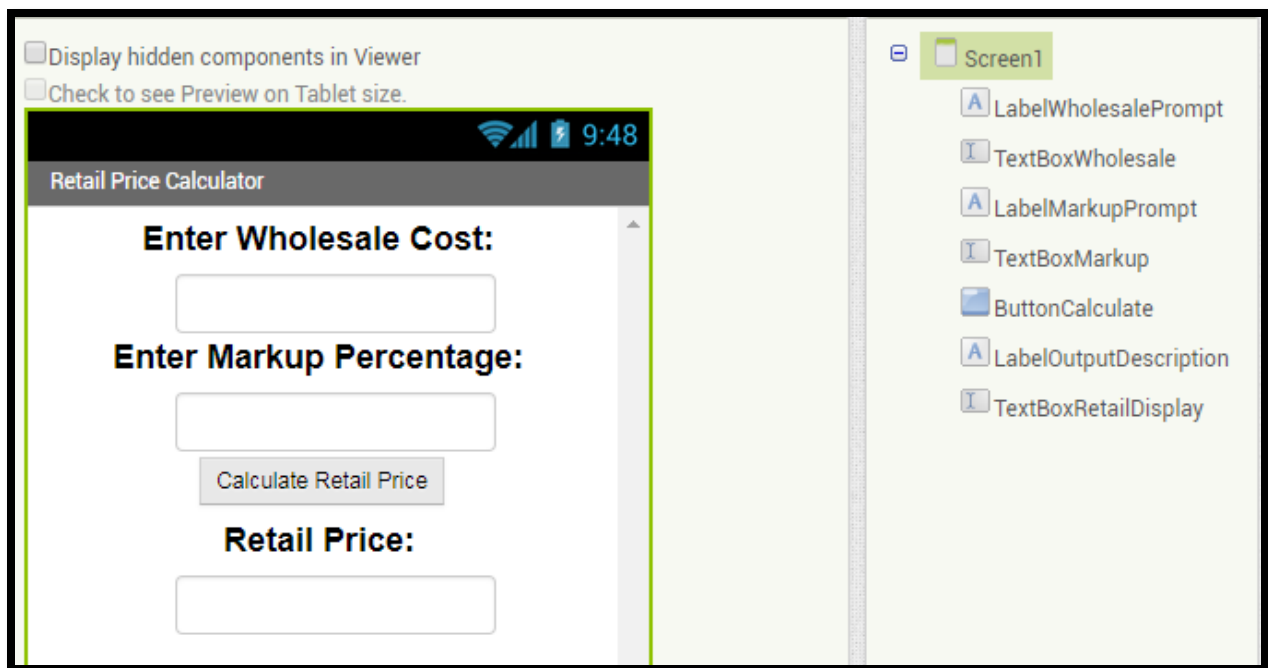 Display hidden components in Viewer
Check to see Preview on Tablet size.
9:48
Retail Price Calculator
Enter Wholesale Cost:
Enter Markup Percentage:
Calculate Retail Price
Retail Price:
Screen1
LabelWholesalePrompt
TextBoxWholesale
LabelMarkupPrompt
TextBoxMarkup
ButtonCalculate
LabelOutputDescription
TextBoxRetailDisplay